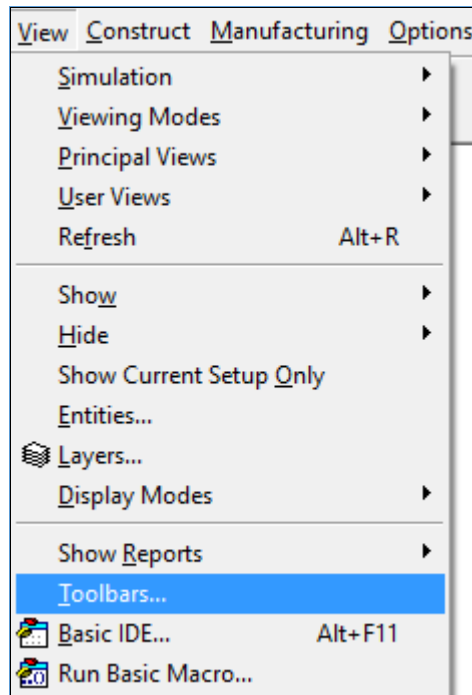 View Construct Manufacturing Options
Simulation
Viewing Modes
Principal Views
User Views
Refresh Alt+R
Show
Hide
Show Current Setup Only
Entities...
Layers...
Display Modes
Show Reports
Toolbars...
Basic IDE... Alt+F11
Run Basic Macro...